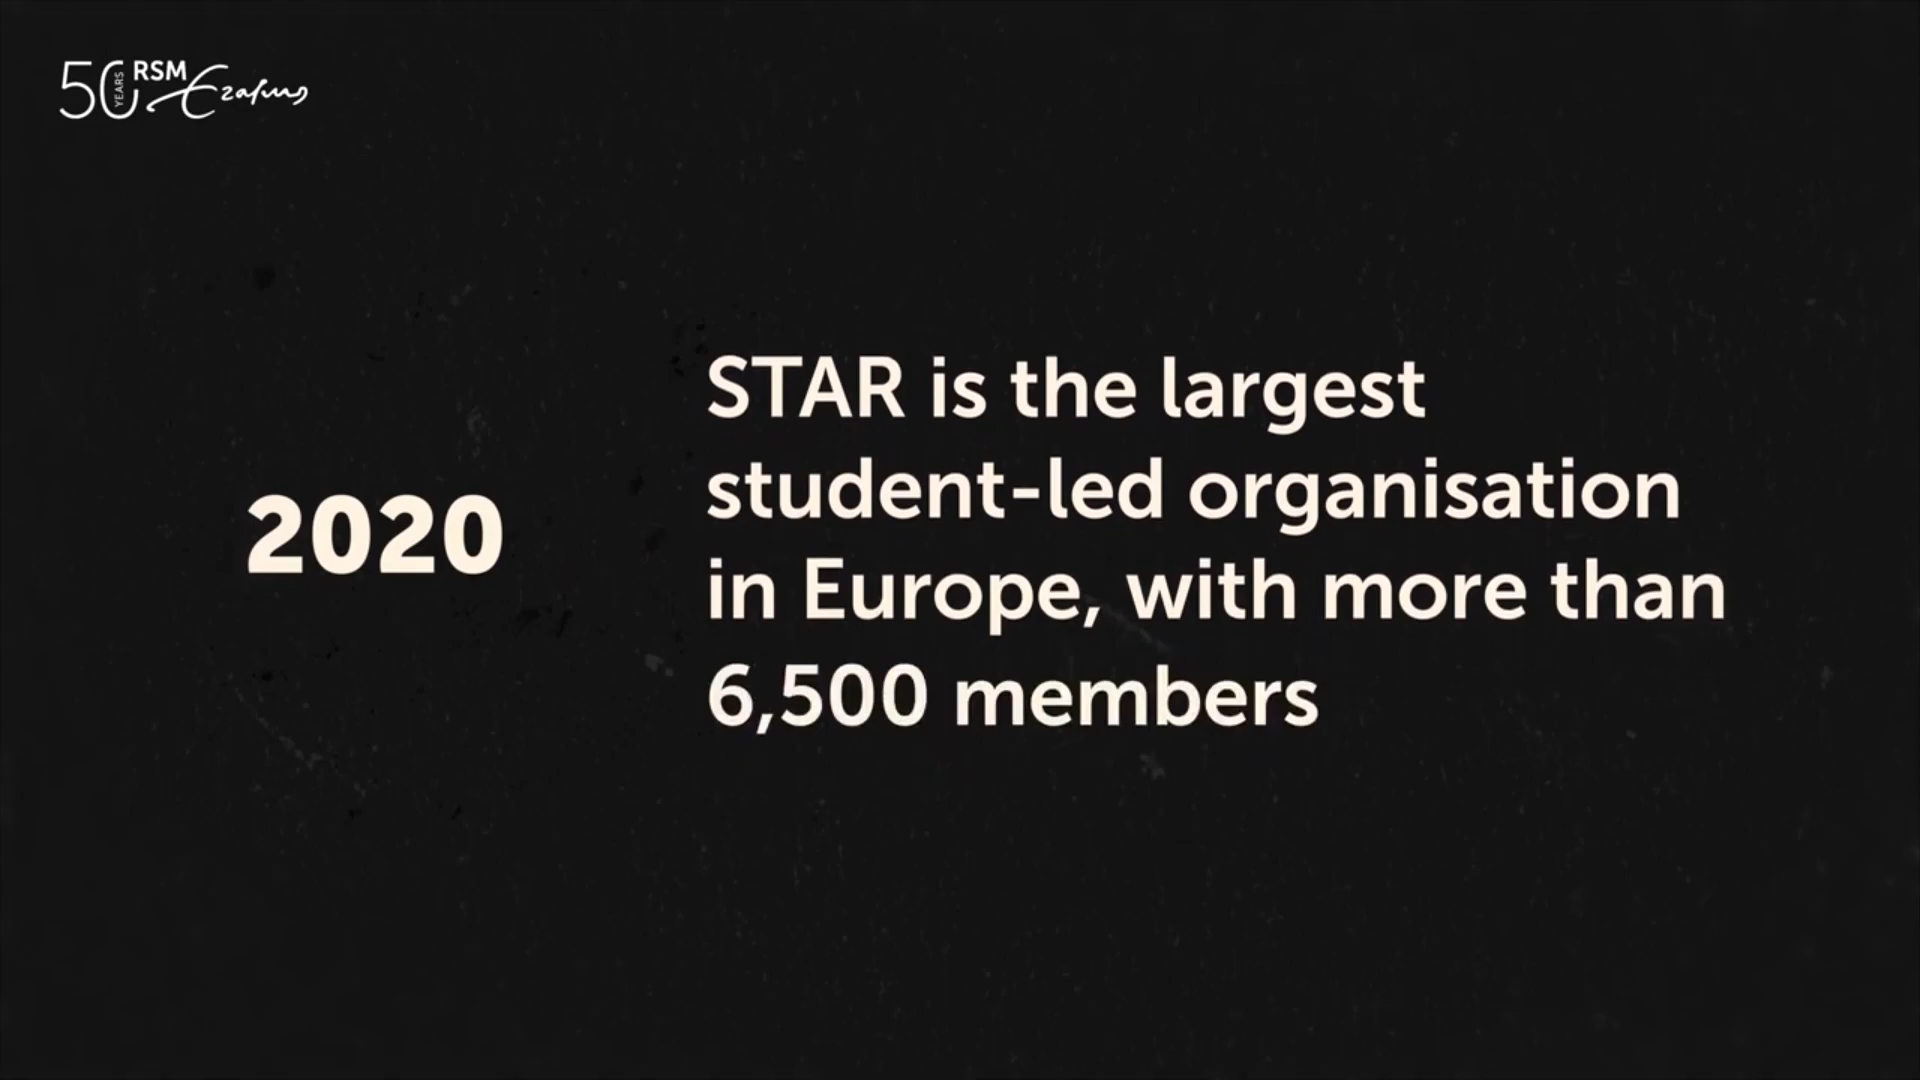 50 YEARS RSM Erasmus
2020
STAR is the largest
student-led organisation
in Europe, with more than
6,500 members